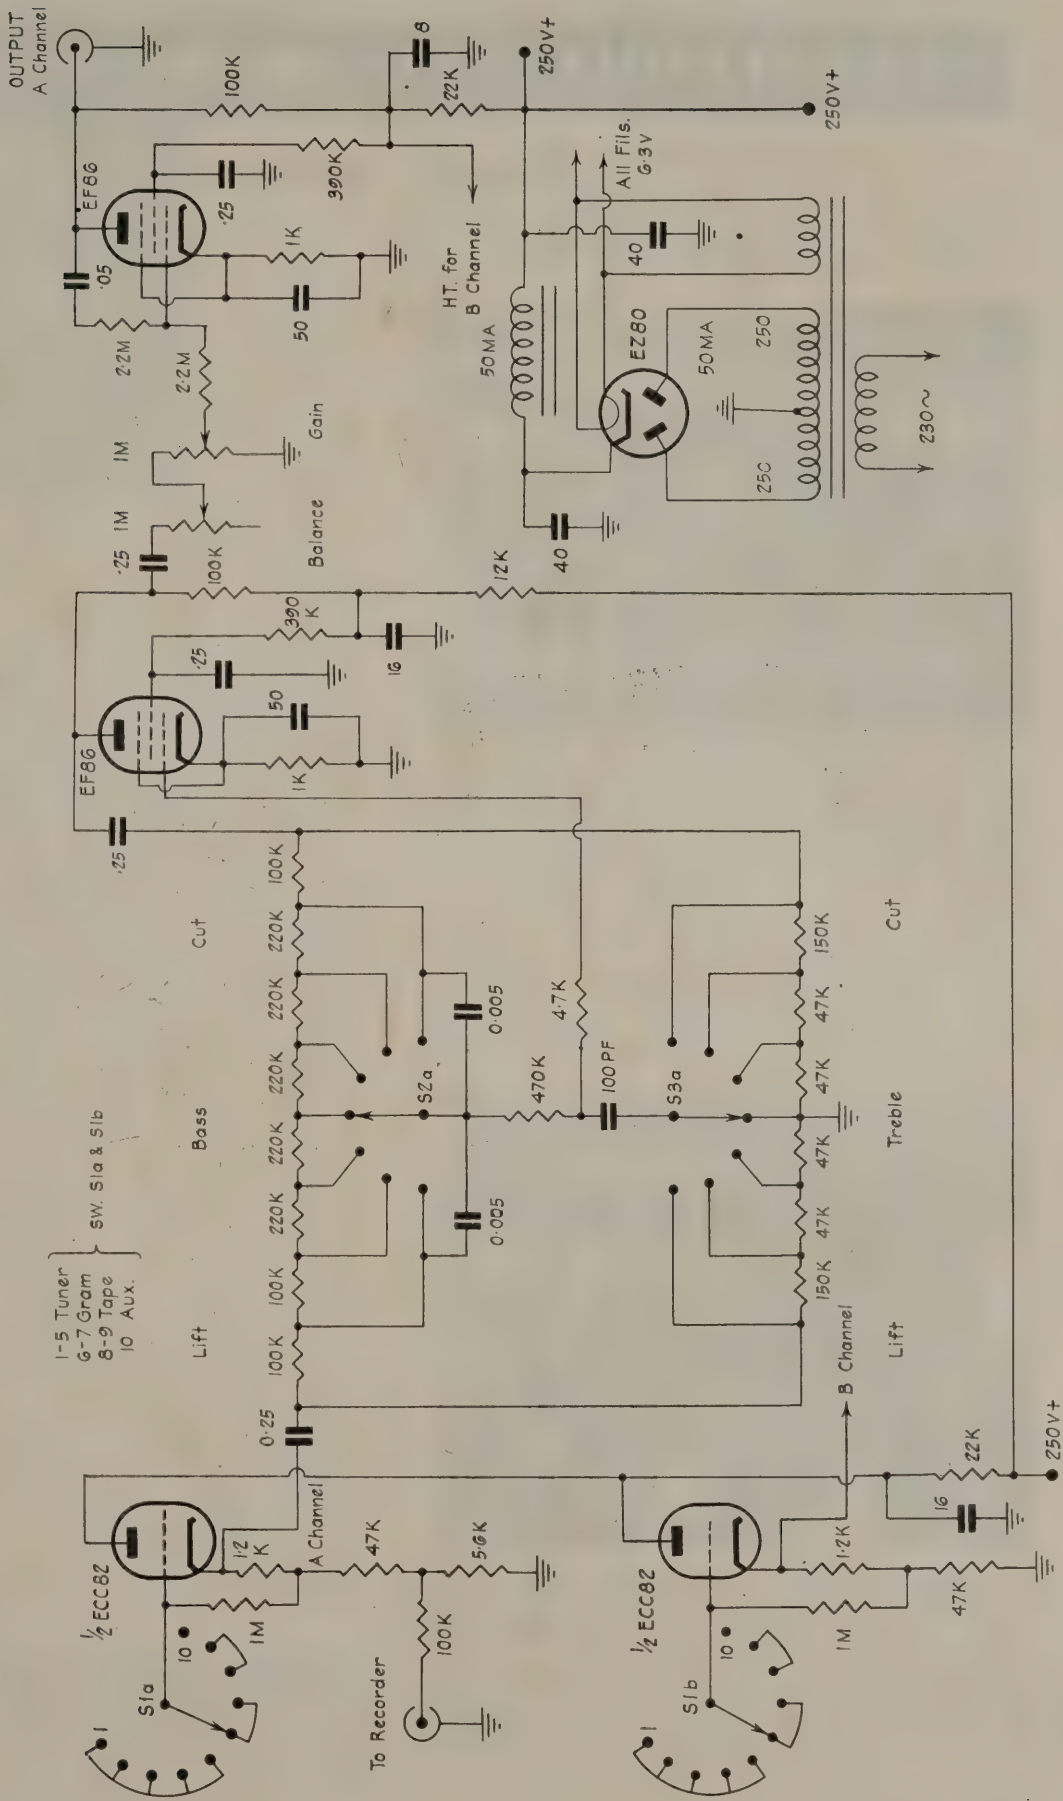 1-5 Tuner
6-7 Gram
8-9 Tape
10 Aux.
SW. S1a & S1b
½ ECC82
S1a
1
10
1M
1·2
K
A Channel
47K
5.6K
100K
To Recorder
½ ECC82
S1b
1
10
1M
1·2K
47K
16
22K
250V+
B Channel
0·25
Lift
Bass
Cut
100K
100K
220K
220K
220K
220K
220K
100K
·25
0·005
0·005
S2a
470K
4·7K
100PF
S3a
150K
47K
47K
47K
47K
150K
Lift
Treble
Cut
EF86
1K
50
·25
390
K
16
100K
12K
·25
1M
1M
Balance
Gain
2·2M
2·2M
·05
EF86
50
1K
·25
390K
100K
8
22K
OUTPUT
A Channel
HT. for
B Channel
250V+
250V+
All Fils.
6·3V
50MA
40
40
EZ80
50MA
250
250
230~